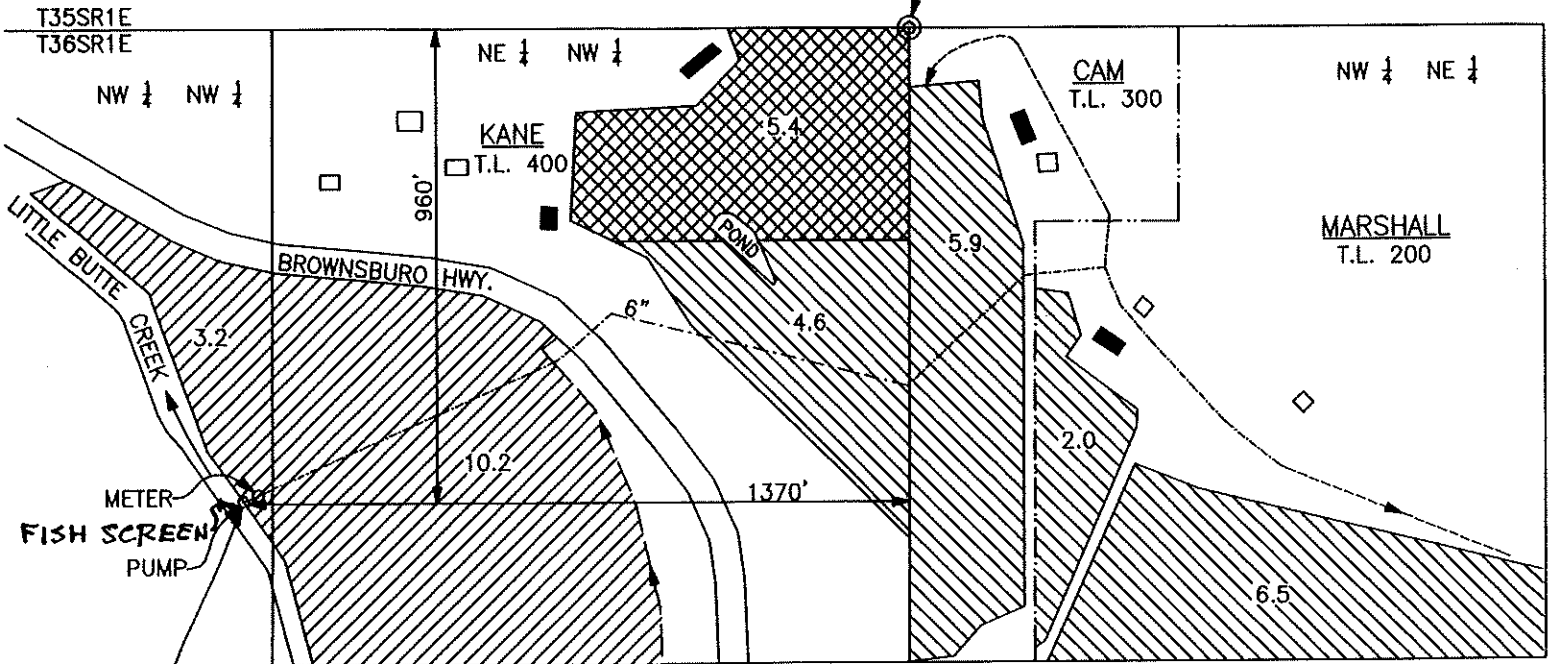 T35SR1E
T36SR1E
NW ¼ NW ¼
NE ¼ NW ¼
NW ¼ NE ¼
CAM
T.L. 300
KANE
T.L. 400
5.4
960'
LITTLE BUTTE CREEK
BROWNSBURO HWY.
POND
5.9
MARSHALL
T.L. 200
6"
4.6
3.2
10.2
2.0
METER
1370'
FISH SCREEN
PUMP
6.5